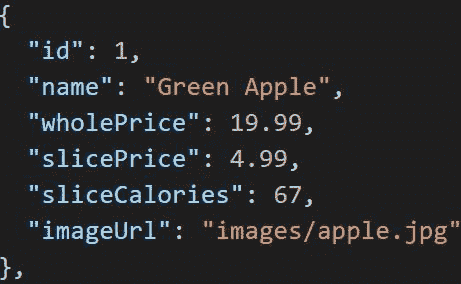 {
"id": 1,
"name": "Green Apple",
"wholePrice": 19.99,
"slicePrice": 4.99,
"sliceCalories": 67,
"imageUrl": "images/apple.jpg"
},